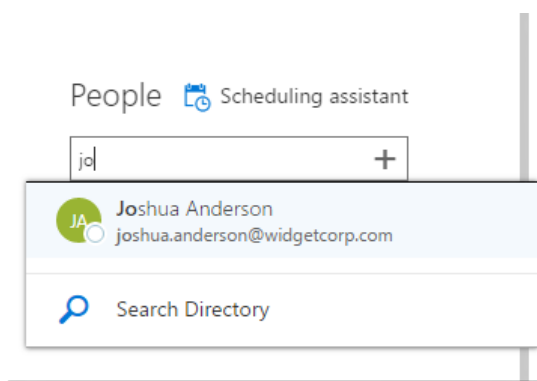 People Scheduling assistant
jo
JA Joshua Anderson
joshua.anderson@widgetcorp.com
Search Directory